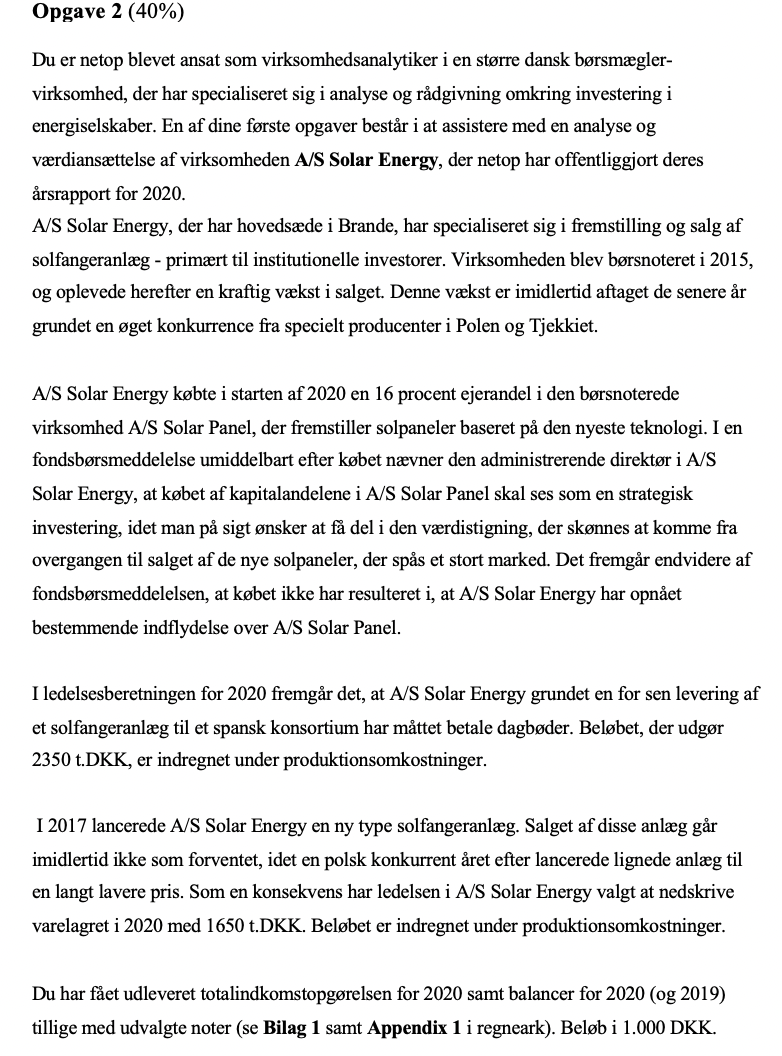 Opgave 2 (40%)
Du er netop blevet ansat som virksomhedsanalytiker i en større dansk børsmægler-
virksomhed, der har specialiseret sig i analyse og rådgivning omkring investering i
energiselskaber. En af dine første opgaver består i at assistere med en analyse og
værdiansættelse af virksomheden A/S Solar Energy, der netop har offentliggjort deres
årsrapport for 2020.
A/S Solar Energy, der har hovedsæde i Brande, har specialiseret sig i fremstilling og salg af
solfangeranlæg - primært til institutionelle investorer. Virksomheden blev børsnoteret i 2015,
og oplevede herefter en kraftig vækst i salget. Denne vækst er imidlertid aftaget de senere år
grundet en øget konkurrence fra specielt producenter i Polen og Tjekkiet.
A/S Solar Energy købte i starten af 2020 en 16 procent ejerandel i den børsnoterede
virksomhed A/S Solar Panel, der fremstiller solpaneler baseret på den nyeste teknologi. I en
fondsbørsmeddelelse umiddelbart efter købet nævner den administrerende direktør i A/S
Solar Energy, at købet af kapitalandelene i A/S Solar Panel skal ses som en strategisk
investering, idet man på sigt ønsker at få del i den værdistigning, der skønnes at komme fra
overgangen til salget af de nye solpaneler, der spås et stort marked. Det fremgår endvidere af
fondsbørsmeddelelsen, at købet ikke har resulteret i, at A/S Solar Energy har opnået
bestemmende indflydelse over A/S Solar Panel.
I ledelsesberetningen for 2020 fremgår det, at A/S Solar Energy grundet en for sen levering af
et solfangeranlæg til et spansk konsortium har måttet betale dagbøder. Beløbet, der udgør
2350 t.DKK, er indregnet under produktionsomkostninger.
I 2017 lancerede A/S Solar Energy en ny type solfangeranlæg. Salget af disse anlæg går
imidlertid ikke som forventet, idet en polsk konkurrent året efter lancerede lignede anlæg til
en langt lavere pris. Som en konsekvens har ledelsen i A/S Solar Energy valgt at nedskrive
varelagret i 2020 med 1650 t.DKK. Beløbet er indregnet under produktionsomkostninger.
Du har fået udleveret totalindkomstopgørelsen for 2020 samt balancer for 2020 (og 2019)
tillige med udvalgte noter (se Bilag 1 samt Appendix 1 i regneark). Beløb i 1.000 DKK.